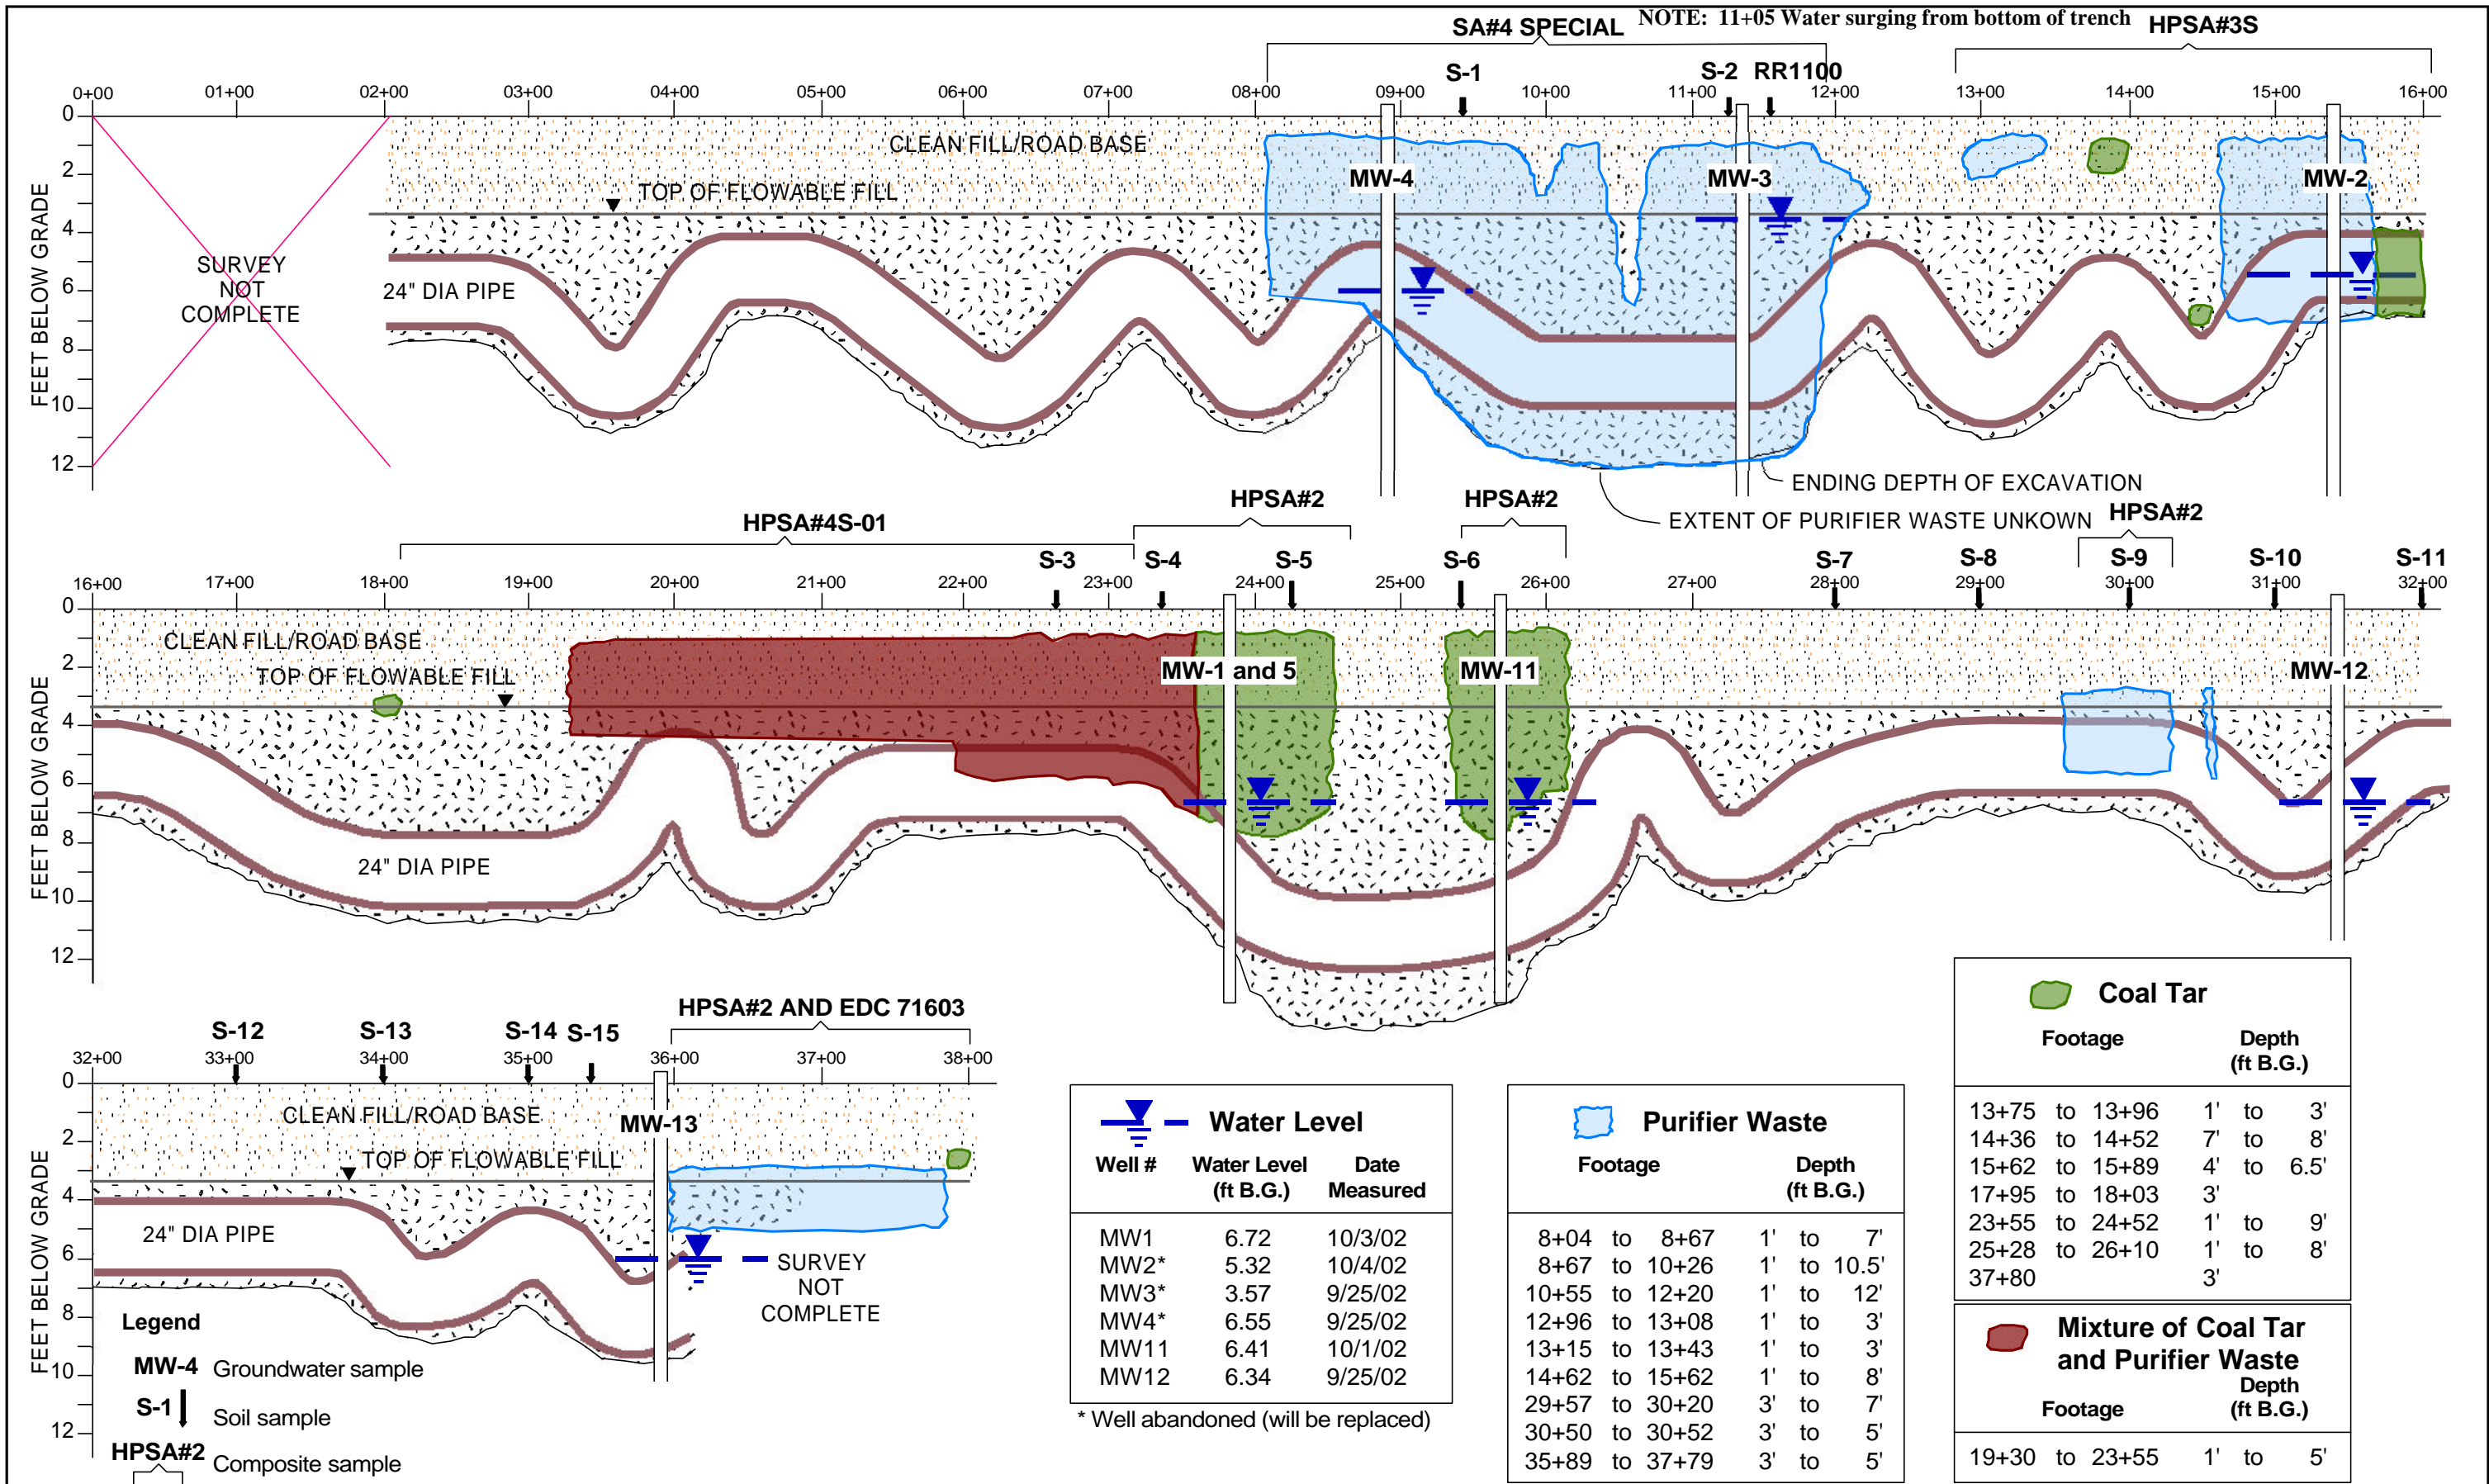 NOTE: 11+05 Water surging from bottom of trench
SA#4 SPECIAL
HPSA#3S
S-1
S-2 RR1100
0+00 01+00 02+00 03+00 04+00 05+00 06+00 07+00 08+00 09+00 10+00 11+00 12+00 13+00 14+00 15+00 16+00
FEET BELOW GRADE
0
2
4
6
8
10
12
CLEAN FILL/ROAD BASE
TOP OF FLOWABLE FILL
MW-4
MW-3
MW-2
SURVEY
NOT
COMPLETE
24" DIA PIPE
ENDING DEPTH OF EXCAVATION
EXTENT OF PURIFIER WASTE UNKOWN
HPSA#4S-01
HPSA#2
HPSA#2
HPSA#2
S-3
S-4
S-5
S-6
S-7
S-8
S-9
S-10
S-11
16+00 17+00 18+00 19+00 20+00 21+00 22+00 23+00 24+00 25+00 26+00 27+00 28+00 29+00 30+00 31+00 32+00
FEET BELOW GRADE
0
2
4
6
8
10
12
CLEAN FILL/ROAD BASE
TOP OF FLOWABLE FILL
MW-1 and 5
MW-11
MW-12
24" DIA PIPE
HPSA#2 AND EDC 71603
S-12
S-13
S-14
S-15
32+00 33+00 34+00 35+00 36+00 37+00 38+00
FEET BELOW GRADE
0
2
4
6
8
10
12
CLEAN FILL/ROAD BASE
MW-13
TOP OF FLOWABLE FILL
24" DIA PIPE
SURVEY
NOT
COMPLETE
Legend
MW-4 Groundwater sample
S-1 Soil sample
HPSA#2 Composite sample
Water Level
Well # Water Level (ft B.G.) Date Measured
MW1 6.72 10/3/02
MW2* 5.32 10/4/02
MW3* 3.57 9/25/02
MW4* 6.55 9/25/02
MW11 6.41 10/1/02
MW12 6.34 9/25/02
* Well abandoned (will be replaced)
Purifier Waste
Footage Depth
(ft B.G.)
8+04 to 8+67 1' to 7'
8+67 to 10+26 1' to 10.5'
10+55 to 12+20 1' to 12'
12+96 to 13+08 1' to 3'
13+15 to 13+43 1' to 3'
14+62 to 15+62 1' to 8'
29+57 to 30+20 3' to 7'
30+50 to 30+52 3' to 5'
35+89 to 37+79 3' to 5'
Coal Tar
Footage Depth
(ft B.G.)
13+75 to 13+96 1' to 3'
14+36 to 14+52 7' to 8'
15+62 to 15+89 4' to 6.5'
17+95 to 18+03 3'
23+55 to 24+52 1' to 9'
25+28 to 26+10 1' to 8'
37+80 3'
Mixture of Coal Tar
and Purifier Waste
Footage Depth
(ft B.G.)
19+30 to 23+55 1' to 5'